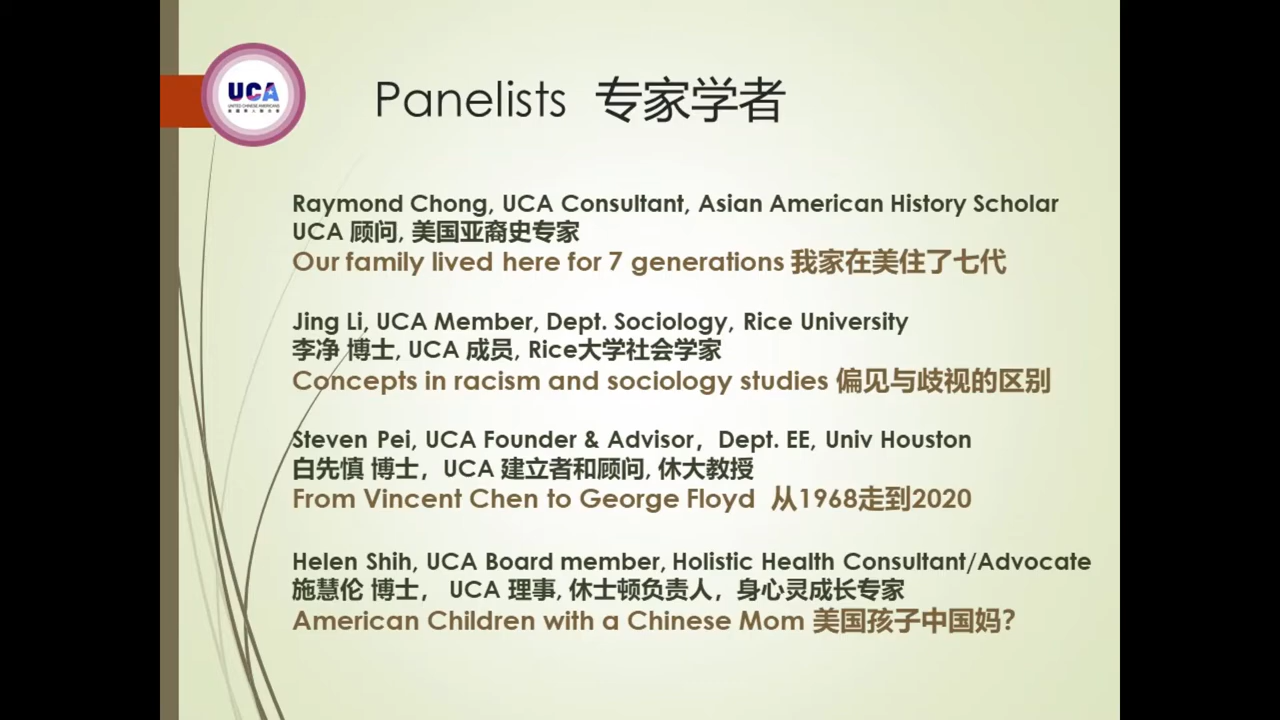 UCA
UNITED CHINESE AMERICANS
Panelists 专家学者
Raymond Chong, UCA Consultant, Asian American History Scholar
UCA 顾问, 美国亚裔史专家
Our family lived here for 7 generations 我家在美住了七代
Jing Li, UCA Member, Dept. Sociology, Rice University
李净 博士, UCA 成员, Rice大学社会学家
Concepts in racism and sociology studies 偏见与歧视的区别
Steven Pei, UCA Founder & Advisor，Dept. EE, Univ Houston
白先慎 博士，UCA 建立者和顾问, 休大教授
From Vincent Chen to George Floyd 从1968走到2020
Helen Shih, UCA Board member, Holistic Health Consultant/Advocate
施慧伦 博士， UCA 理事, 休士顿负责人，身心灵成长专家
American Children with a Chinese Mom 美国孩子中国妈?